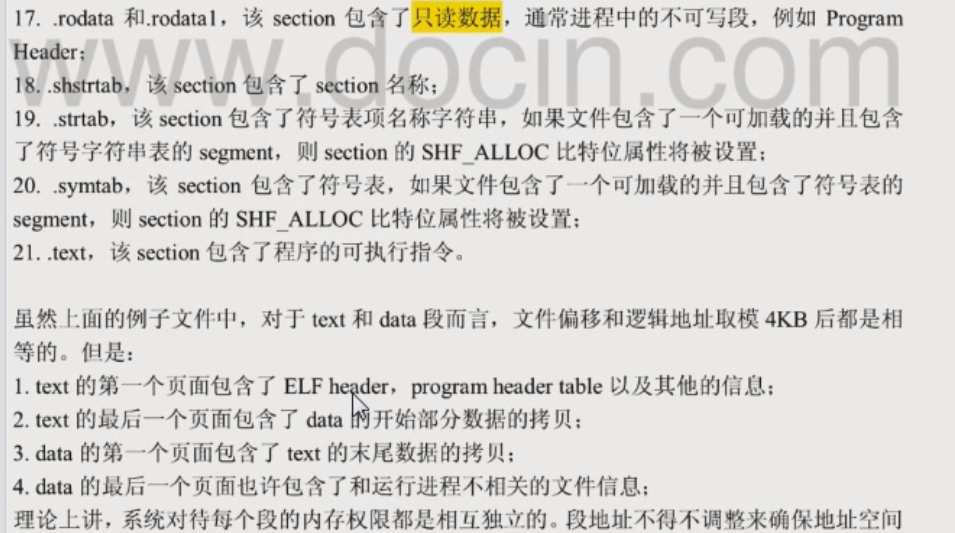 17. .rodata 和.rodata1，该 section 包含了只读数据，通常进程中的不可写段，例如 Program
Header；
www.docin.com
18. .shstrtab，该 section 包含了 section 名称；
19. .strtab，该 section 包含了符号表项名称字符串，如果文件包含了一个可加载的并且包含
了符号字符串表的 segment，则 section 的 SHF_ALLOC 比特位属性将被设置；
20. .symtab，该 section 包含了符号表，如果文件包含了一个可加载的并且包含了符号表的
segment，则 section 的 SHF_ALLOC 比特位属性将被设置；
21. .text，该 section 包含了程序的可执行指令。
虽然上面的例子文件中，对于 text 和 data 段而言，文件偏移和逻辑地址取模 4KB 后都是相
等的。但是：
1. text 的第一个页面包含了 ELF header，program header table 以及其他的信息；
2. text 的最后一个页面包含了 data 的开始部分数据的拷贝；
3. data 的第一个页面包含了 text 的末尾数据的拷贝；
4. data 的最后一个页面也许包含了和运行进程不相关的文件信息；
理论上讲，系统对待每个段的内存权限都是相互独立的。段地址不得不调整来确保地址空间